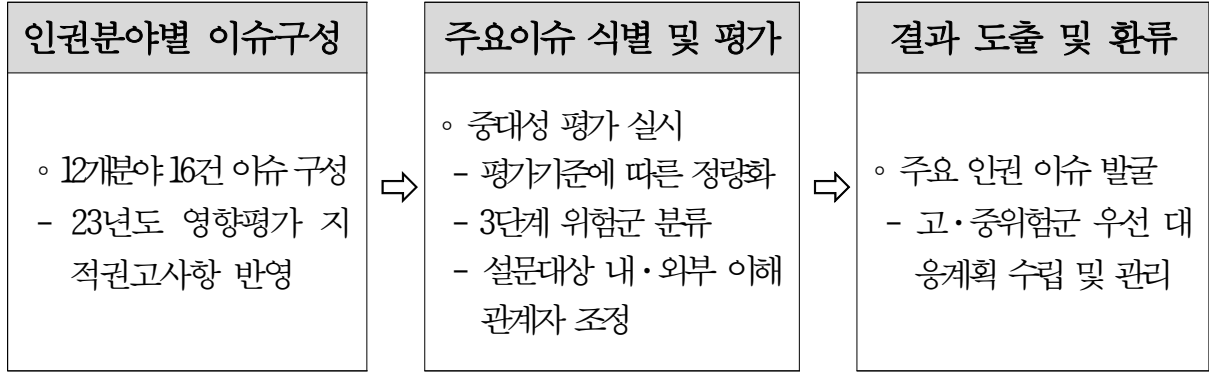 인권분야별 이슈구성
◦ 12개분야 16건 이슈 구성
- 23년도 영향평가 지
적권고사항 반영
⇨
주요이슈 식별 및 평가
◦ 중대성 평가 실시
- 평가기준에 따른 정량화
- 3단계 위험군 분류
- 설문대상 내·외부 이해
관계자 조정
⇨
결과 도출 및 환류
◦ 주요 인권 이슈 발굴
- 고·중위험군 우선 대
응계획 수립 및 관리